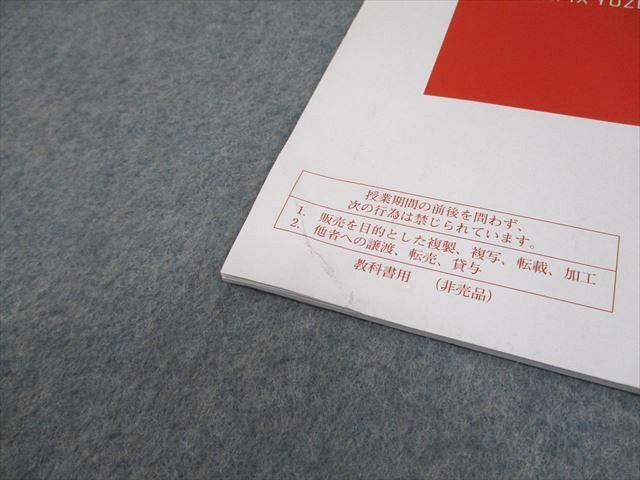 授業期間の前後を問わず、
次の行為は禁じられています。
1. 販売を目的とした複製、複写、転載、加工
2. 他者への譲渡、転売、貸与
教科書用 (非売品)